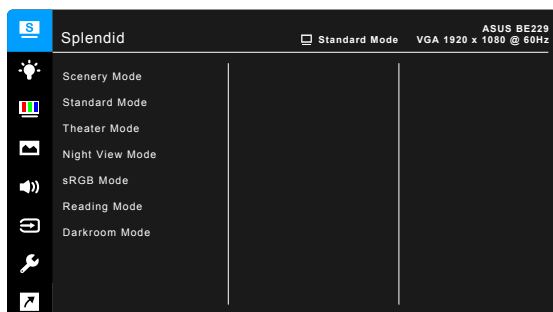 S
Splendid
Standard Mode
ASUS BE229
VGA 1920 x 1080 @ 60Hz
Scenery Mode
Standard Mode
Theater Mode
Night View Mode
sRGB Mode
Reading Mode
Darkroom Mode